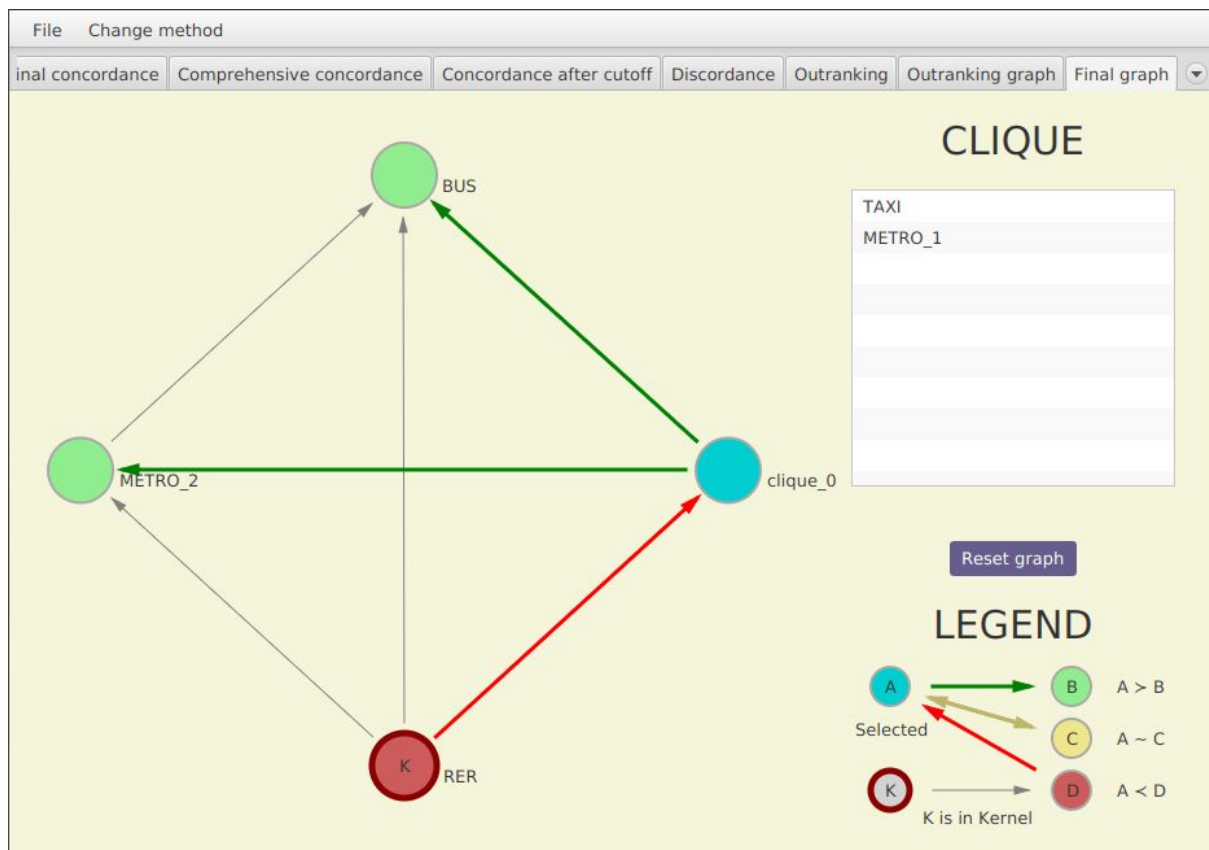 File Change method
inal concordance Comprehensive concordance Concordance after cutoff Discordance Outranking Outranking graph Final graph
CLIQUE
BUS
TAXI
METRO_1
METRO_2
clique_0
Reset graph
LEGEND
A B A ≻ B
Selected
C A ~ C
K D A ≺ D
K is in Kernel
K RER